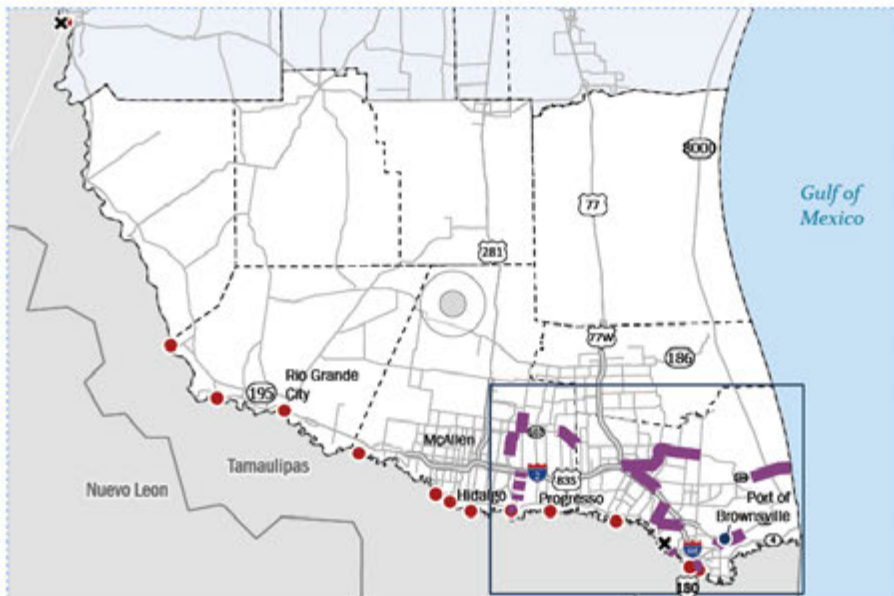 8000
Gulf of
Mexico
77
281
77W
186
195
Rio Grande
City
McAllen
Tamaulipas
2
835
Nuevo Leon
Hidalgo
Progresso
Port of
Brownsville
4
180